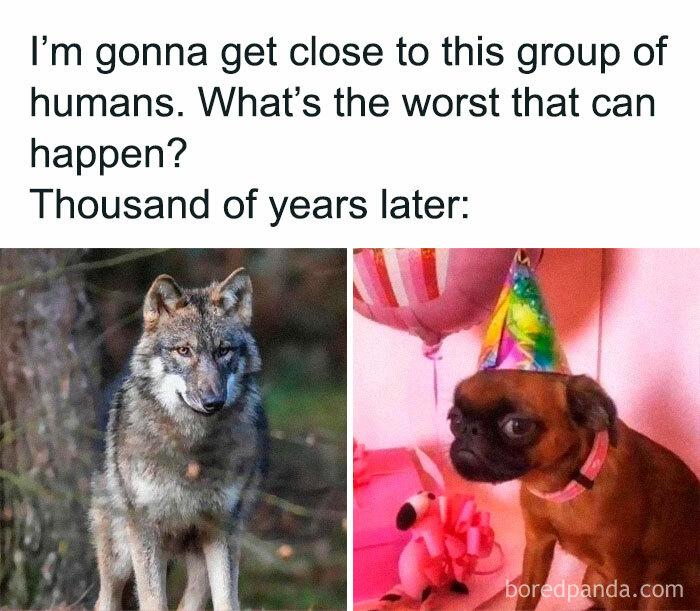 I’m gonna get close to this group of
humans. What’s the worst that can
happen?
Thousand of years later:
boredpanda.com